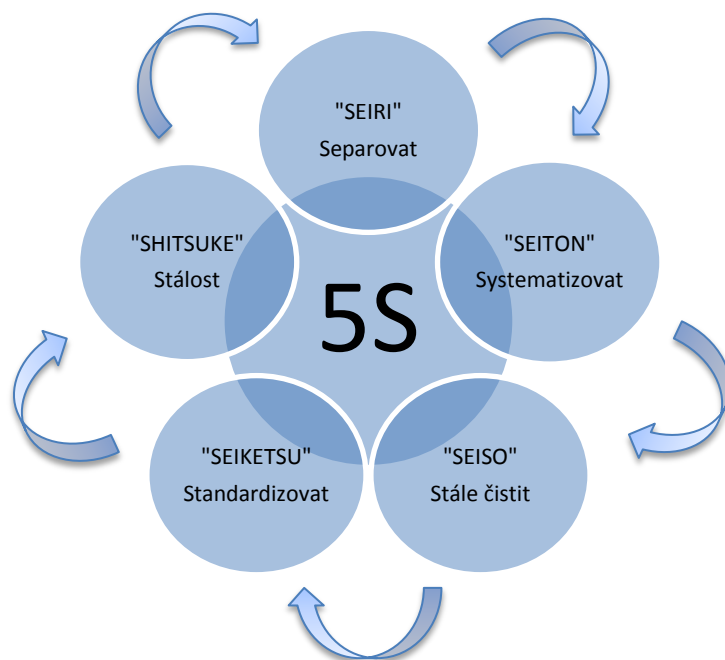 "SEIRI"
Separovat
"SEITON"
Systematizovat
"SEISO"
Stále čistit
"SEIKETSU"
Standardizovat
"SHITSUKE"
Stálost
5S